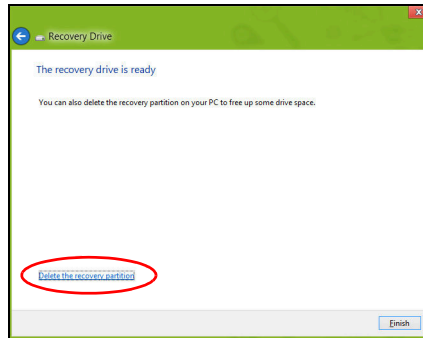 Recovery Drive
The recovery drive is ready
You can also delete the recovery partition on your PC to free up some drive space.
Delete the recovery partition
Finish